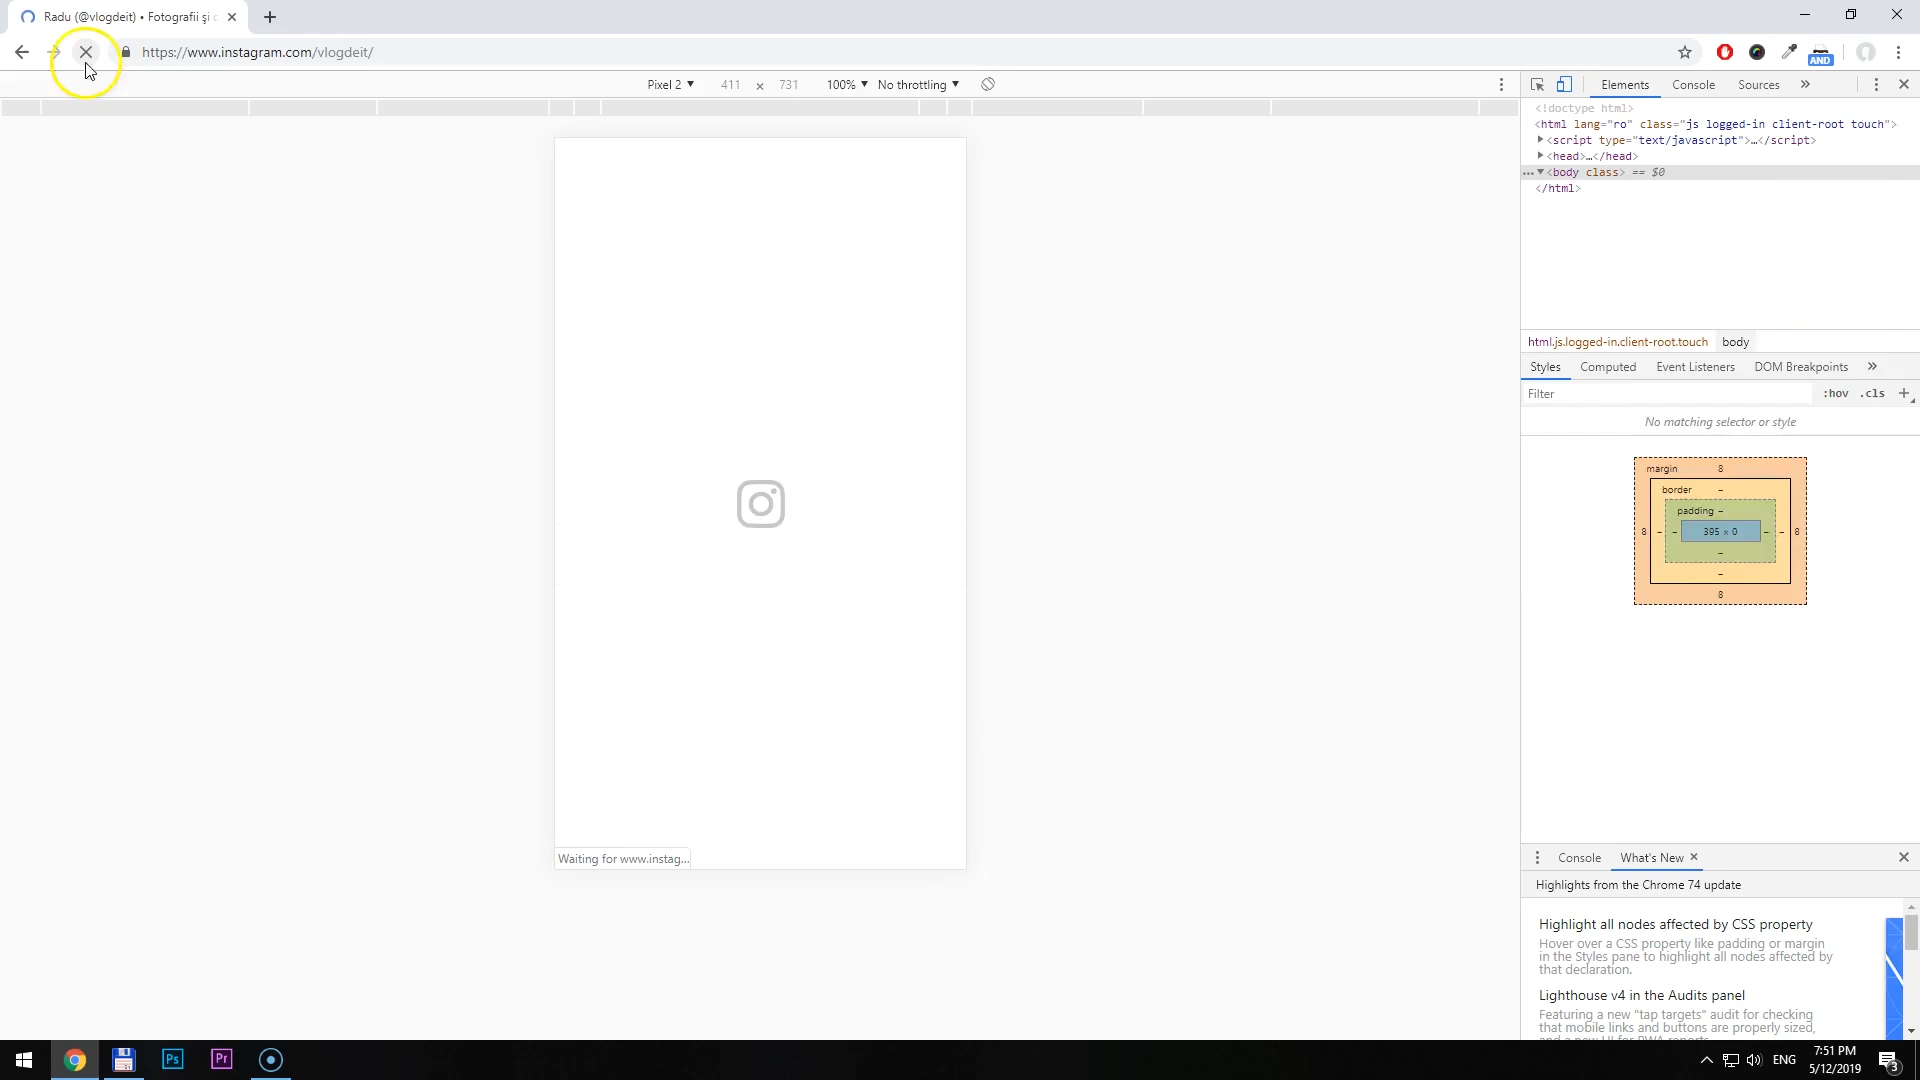 Radu (@vlogdeit) • Fotografii și
https://www.instagram.com/vlogdeit/
AND
Pixel 2
411 x 731
100%
No throttling
Elements
Console
Sources
<!doctype html>
<html lang="ro" class="js logged-in client-root touch">
<script type="text/javascript">…</script>
<head>…</head>
<body class> == $0
</html>
html.js.logged-in.client-root.touch
body
Styles
Computed
Event Listeners
DOM Breakpoints
Filter
:hov
.cls
No matching selector or style
margin 8
border –
padding –
8 – – 395 × 0 – – 8
–
–
8
Waiting for www.instag...
Console
What's New
Highlights from the Chrome 74 update
Highlight all nodes affected by CSS property
Hover over a CSS property like padding or margin
in the Styles pane to highlight all nodes affected by
that declaration.
Lighthouse v4 in the Audits panel
Featuring a new "tap targets" audit for checking
that mobile links and buttons are properly sized,
Ps
Pr
ENG
7:51 PM
5/12/2019
3